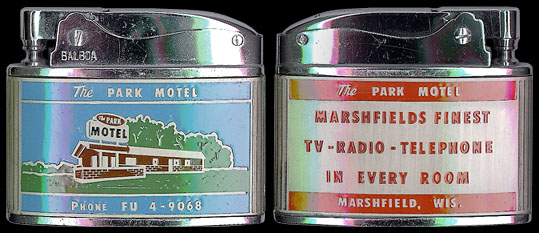 BALBOA
The PARK MOTEL
The PARK
MOTEL
PHONE FU 4-9068
The PARK MOTEL
MARSHFIELDS FINEST
TV-RADIO-TELEPHONE
IN EVERY ROOM
MARSHFIELD, WIS.